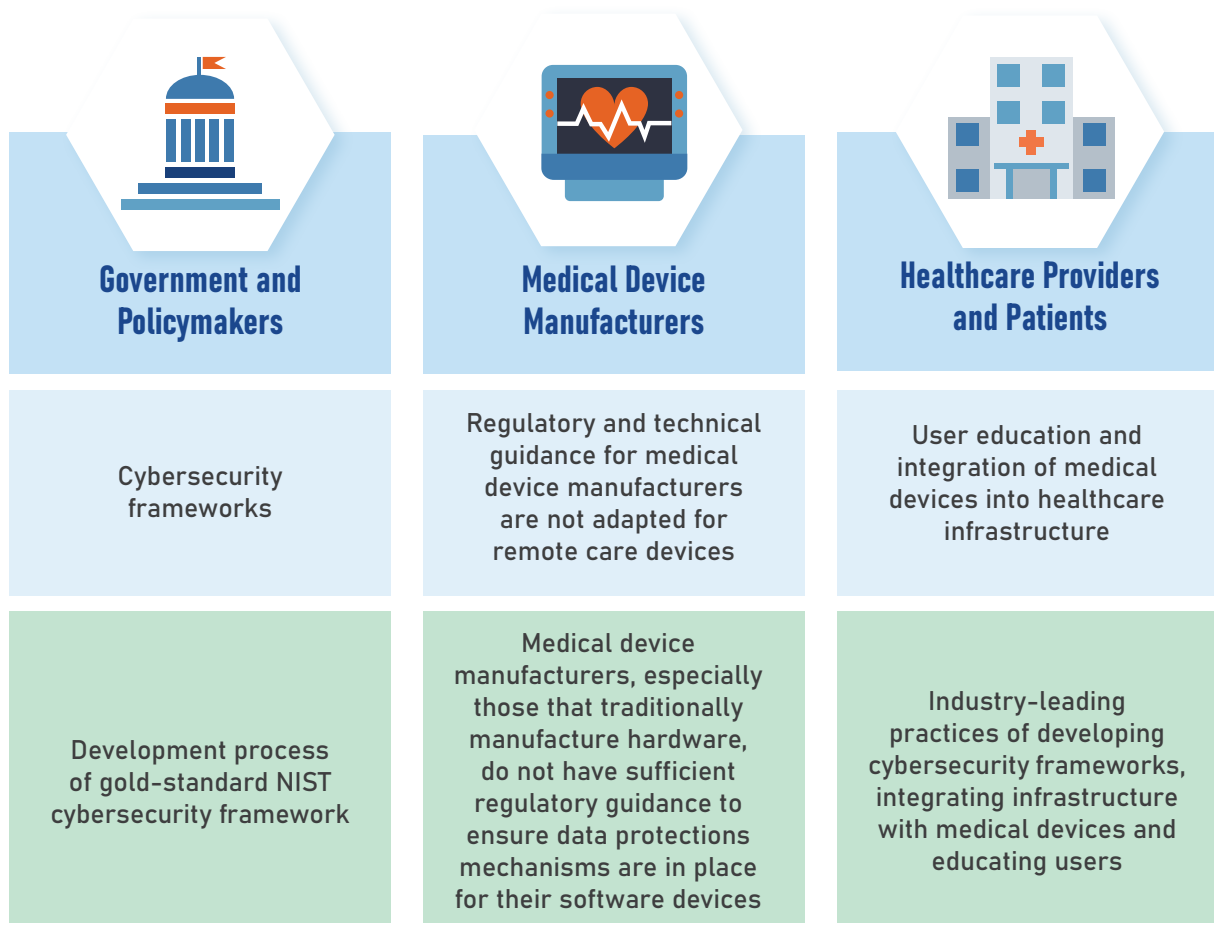 Government and
Policymakers
Medical Device
Manufacturers
Healthcare Providers
and Patients
Cybersecurity
frameworks
Regulatory and technical
guidance for medical
device manufacturers
are not adapted for
remote care devices
User education and
integration of medical
devices into healthcare
infrastructure
Development process
of gold-standard NIST
cybersecurity framework
Medical device
manufacturers, especially
those that traditionally
manufacture hardware,
do not have sufficient
regulatory guidance to
ensure data protections
mechanisms are in place
for their software devices
Industry-leading
practices of developing
cybersecurity frameworks,
integrating infrastructure
with medical devices and
educating users